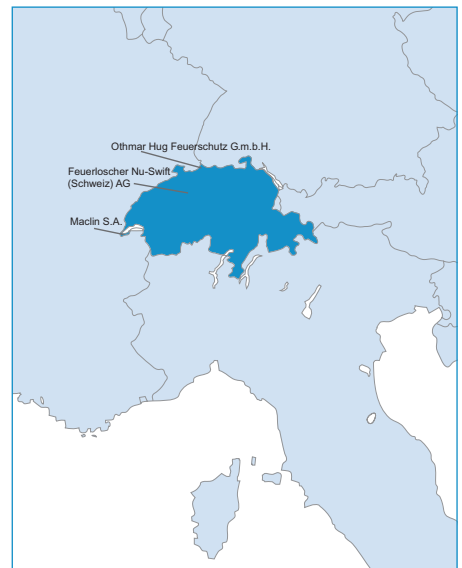 Othmar Hug Feuerschutz G.m.b.H.
Feuerloscher Nu-Swift
(Schweiz) AG
Maclin S.A.